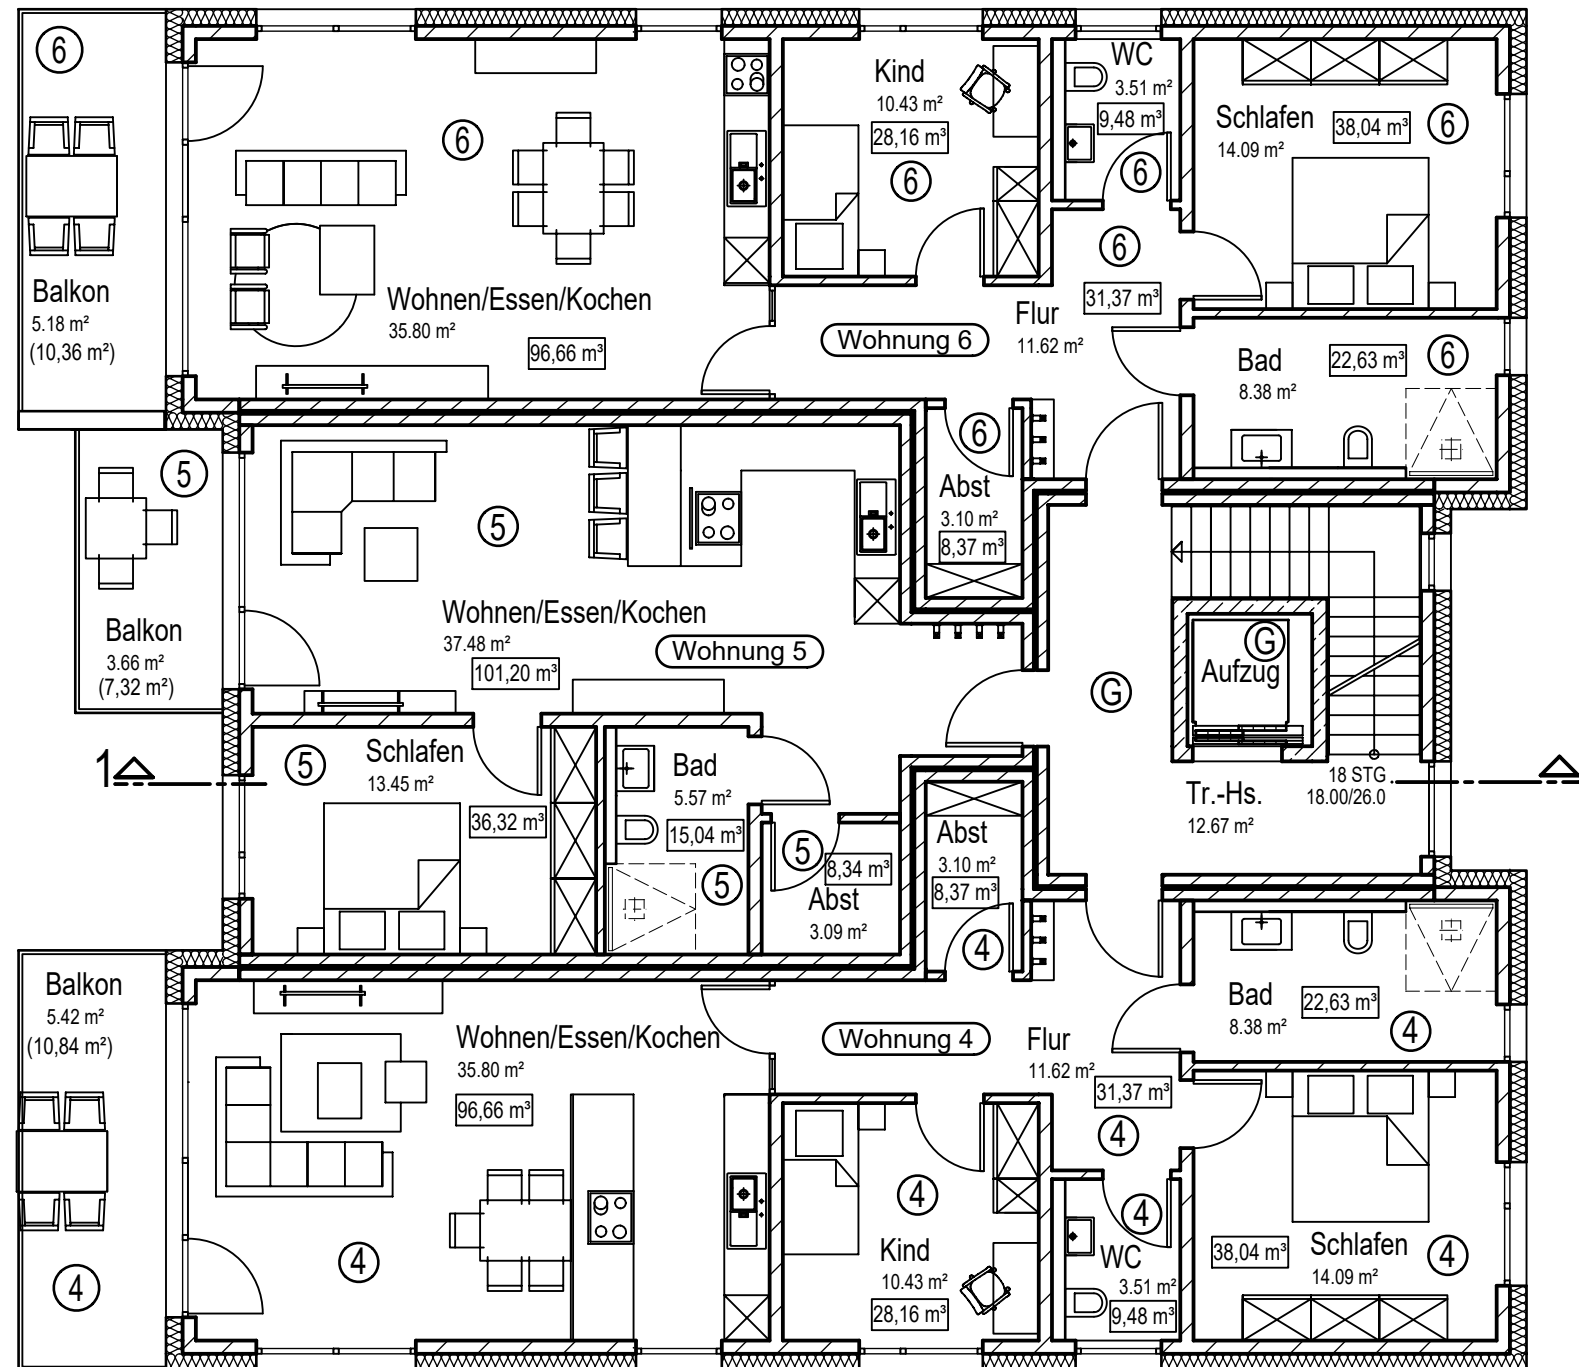 6
Balkon
5.18 m²
(10,36 m²)
6
Wohnen/Essen/Kochen
35.80 m²
96,66 m³
Kind
10.43 m²
28,16 m³
6
WC
3.51 m²
9,48 m³
6
Schlafen
14.09 m²
38,04 m³
6
6
31,37 m³
Flur
11.62 m²
Wohnung 6
Bad
8.38 m²
22,63 m³
6
6
Abst
3.10 m²
8,37 m³
5
Balkon
3.66 m²
(7,32 m²)
5
Wohnen/Essen/Kochen
37.48 m²
101,20 m³
Wohnung 5
G
Aufzug
G
1
5
Schlafen
13.45 m²
36,32 m³
Bad
5.57 m²
15,04 m³
5
5
8,34 m³
Abst
3.09 m²
Abst
3.10 m²
8,37 m³
4
Tr.-Hs.
12.67 m²
18 STG
18.00/26.0
Balkon
5.42 m²
(10,84 m²)
4
Wohnen/Essen/Kochen
35.80 m²
96,66 m³
4
Wohnung 4
Flur
11.62 m²
31,37 m³
4
Bad
8.38 m²
22,63 m³
4
4
Kind
10.43 m²
28,16 m³
4
WC
3.51 m²
9,48 m³
38,04 m³
Schlafen
14.09 m²
4